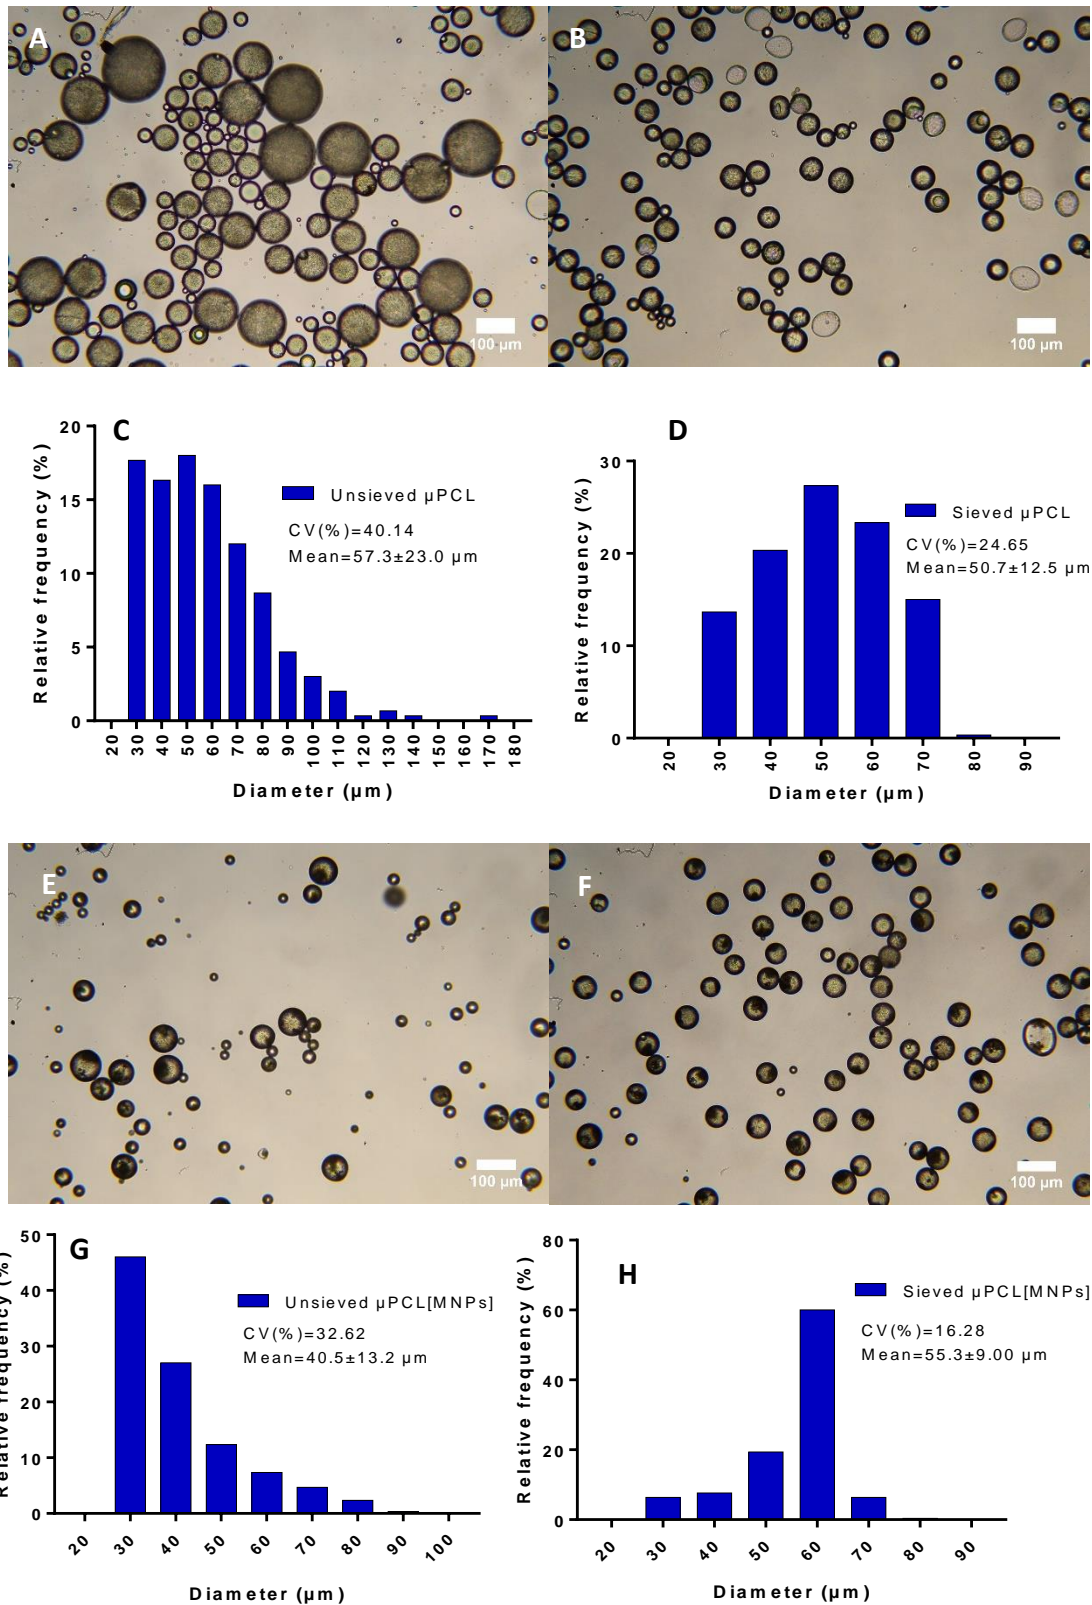 A
B
100 µm
100 µm
C
D
20
15
10
5
0
Relative frequency (%)
Unsieved µPCL
CV(%)=40.14
Mean=57.3±23.0 µm
20 30 40 50 60 70 80 90 100 110 120 130 140 150 160 170 180
Diameter (µm)
30
20
10
0
Relative frequency (%)
Sieved µPCL
CV(%)=24.65
Mean=50.7±12.5 µm
20 30 40 50 60 70 80 90
Diameter (µm)
E
F
100 µm
100 µm
G
H
50
40
30
20
10
0
Relative frequency (%)
Unsieved µPCL[MNPs]
CV(%)=32.62
Mean=40.5±13.2 µm
20 30 40 50 60 70 80 90 100
Diameter (µm)
80
60
40
20
0
Relative frequency (%)
Sieved µPCL[MNPs]
CV(%)=16.28
Mean=55.3±9.00 µm
20 30 40 50 60 70 80 90
Diameter (µm)